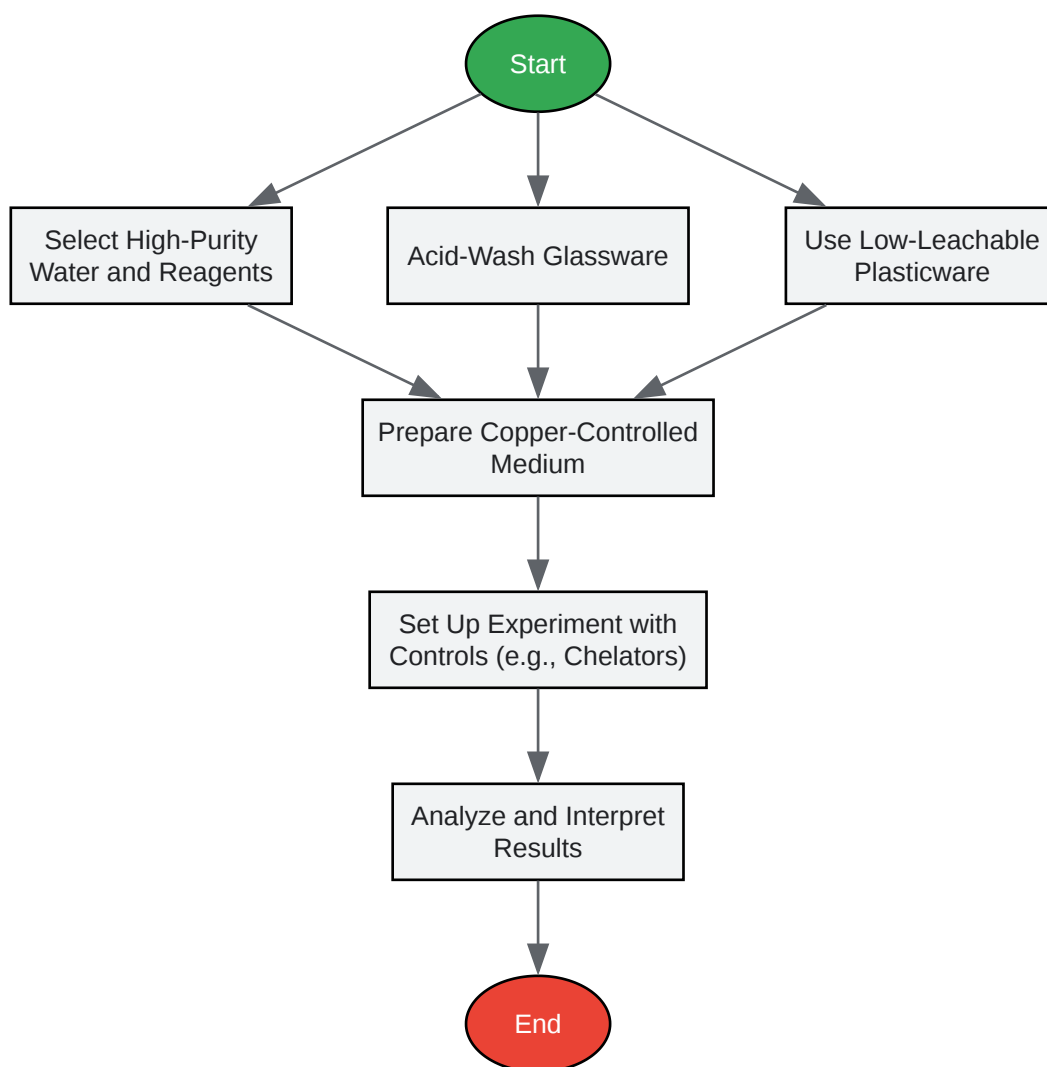 Start
Select High-Purity
Water and Reagents
Acid-Wash Glassware
Use Low-Leachable
Plasticware
Prepare Copper-Controlled
Medium
Set Up Experiment with
Controls (e.g., Chelators)
Analyze and Interpret
Results
End